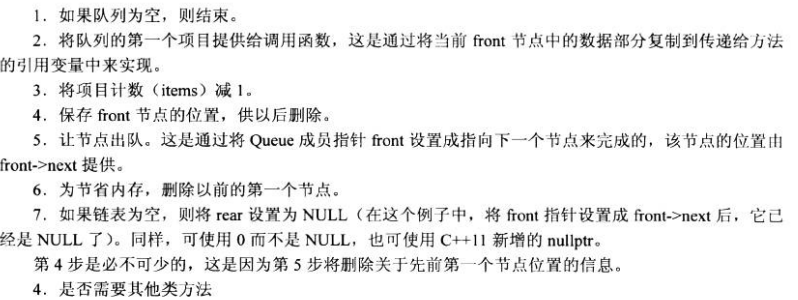 1．如果队列为空，则结束。
2．将队列的第一个项目提供给调用函数，这是通过将当前 front 节点中的数据部分复制到传递给方法
的引用变量中来实现。
3．将项目计数（items）减 1。
4．保存 front 节点的位置，供以后删除。
5．让节点出队。这是通过将 Queue 成员指针 front 设置成指向下一个节点来完成的，该节点的位置由
front->next 提供。
6．为节省内存，删除以前的第一个节点。
7．如果链表为空，则将 rear 设置为 NULL（在这个例子中，将 front 指针设置成 front->next 后，它已
经是 NULL 了）。同样，可使用 0 而不是 NULL，也可使用 C++11 新增的 nullptr。
第 4 步是必不可少的，这是因为第 5 步将删除关于先前第一个节点位置的信息。
4．是否需要其他类方法